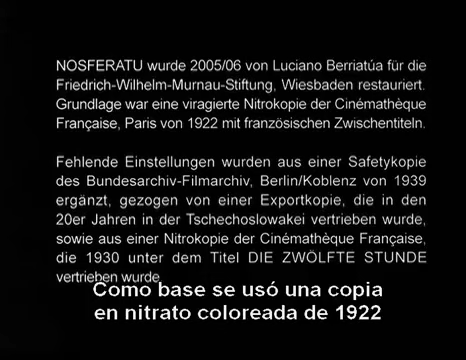 NOSFERATU wurde 2005/06 von Luciano Berriatúa für die
Friedrich-Wilhelm-Murnau-Stiftung, Wiesbaden restauriert.
Grundlage war eine viragierte Nitrokopie der Cinémathèque
Française, Paris von 1922 mit französischen Zwischentiteln.
Fehlende Einstellungen wurden aus einer Safetykopie
des Bundesarchiv-Filmarchiv, Berlin/Koblenz von 1939
ergänzt, gezogen von einer Exportkopie, die in den
20er Jahren in der Tschechoslowakei vertrieben wurde,
sowie aus einer Nitrokopie der Cinémathèque Française,
die 1930 unter dem Titel DIE ZWÖLFTE STUNDE
vertrieben wurde
Como base se usó una copia
en nitrato coloreada de 1922